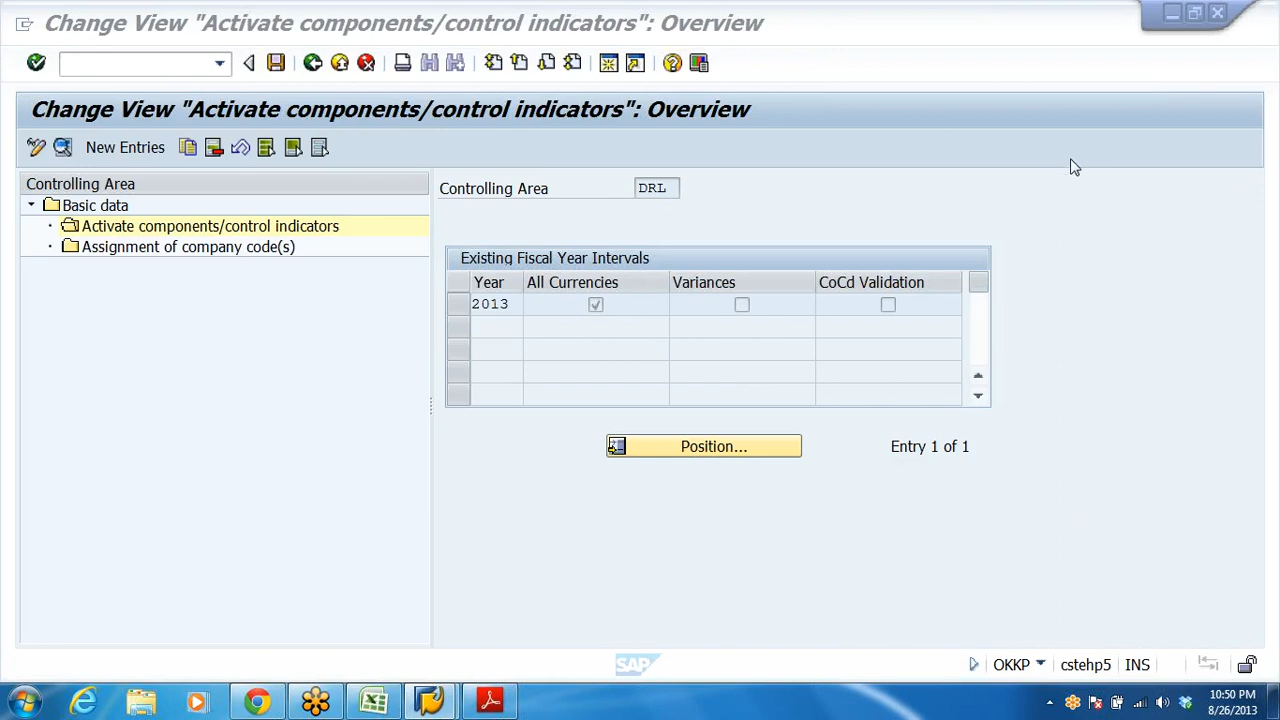 Change View "Activate components/control indicators": Overview
Change View "Activate components/control indicators": Overview
New Entries
Controlling Area
Basic data
Activate components/control indicators
Assignment of company code(s)
Controlling Area DRL
Existing Fiscal Year Intervals
Year All Currencies Variances CoCd Validation
2013
Position... Entry 1 of 1
SAP
OKKP cstehp5 INS
10:50 PM
8/26/2013